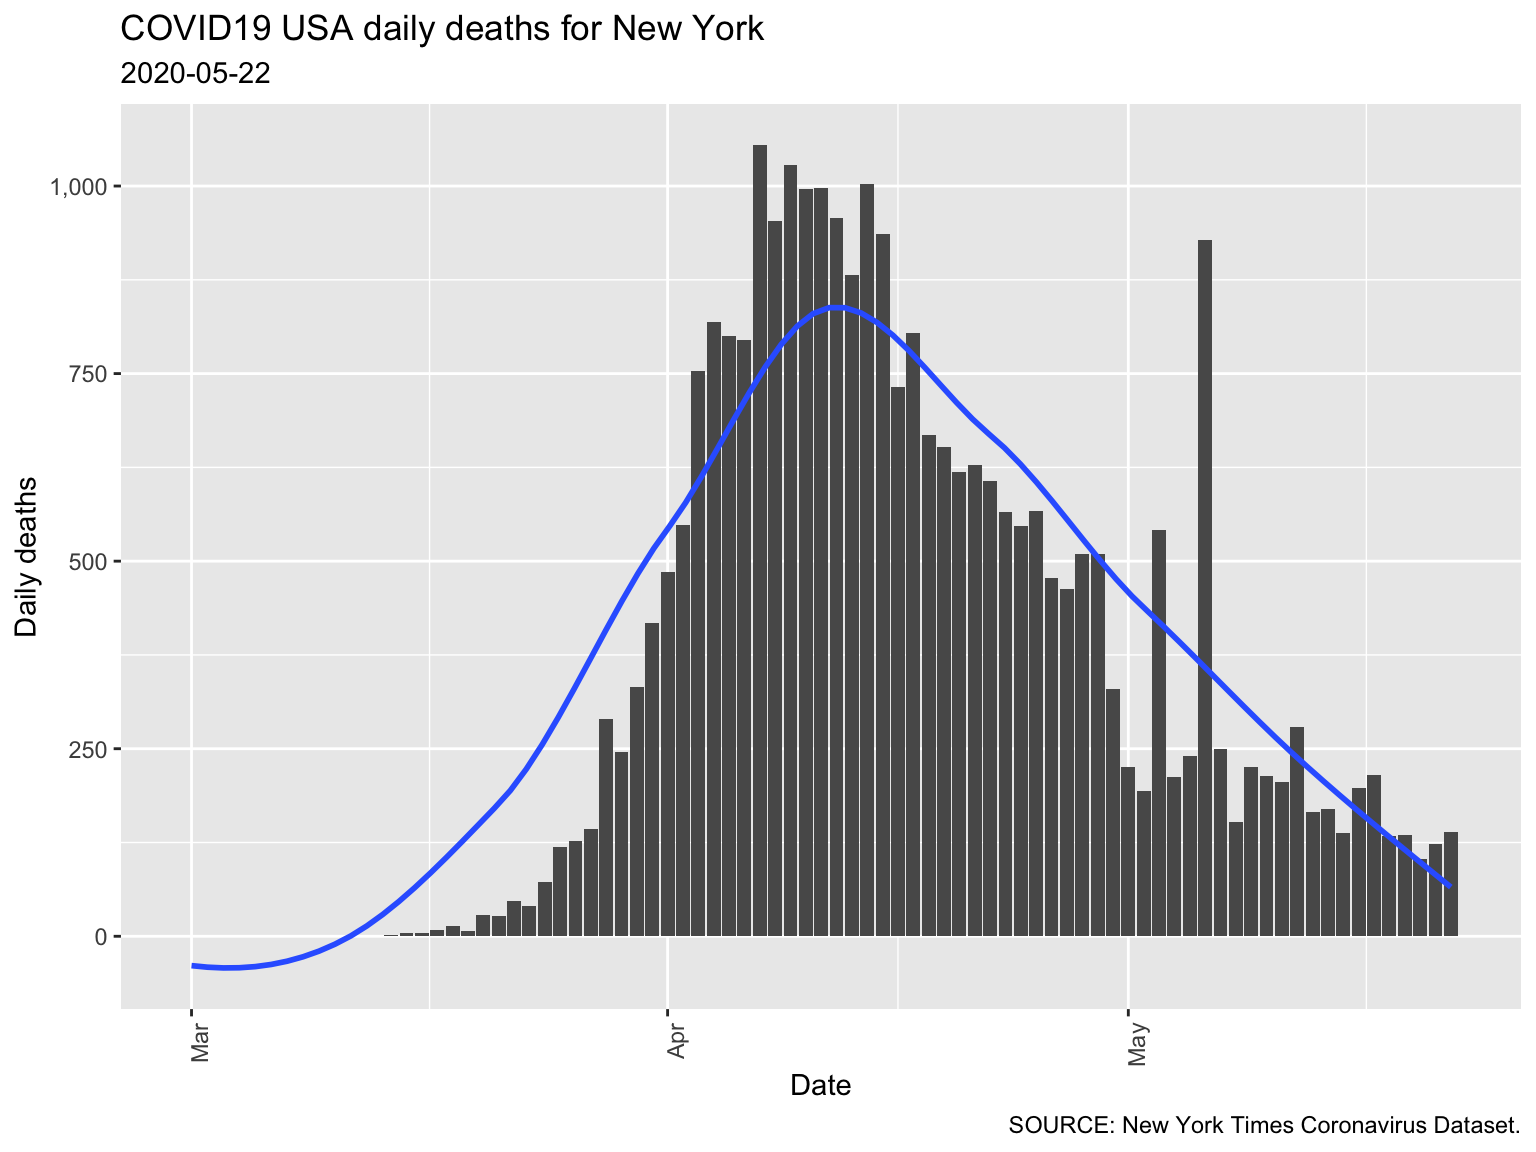 COVID19 USA daily deaths for New York
2020-05-22
Daily deaths
1,000
750
500
250
0
Mar
Apr
May
Date
SOURCE: New York Times Coronavirus Dataset.